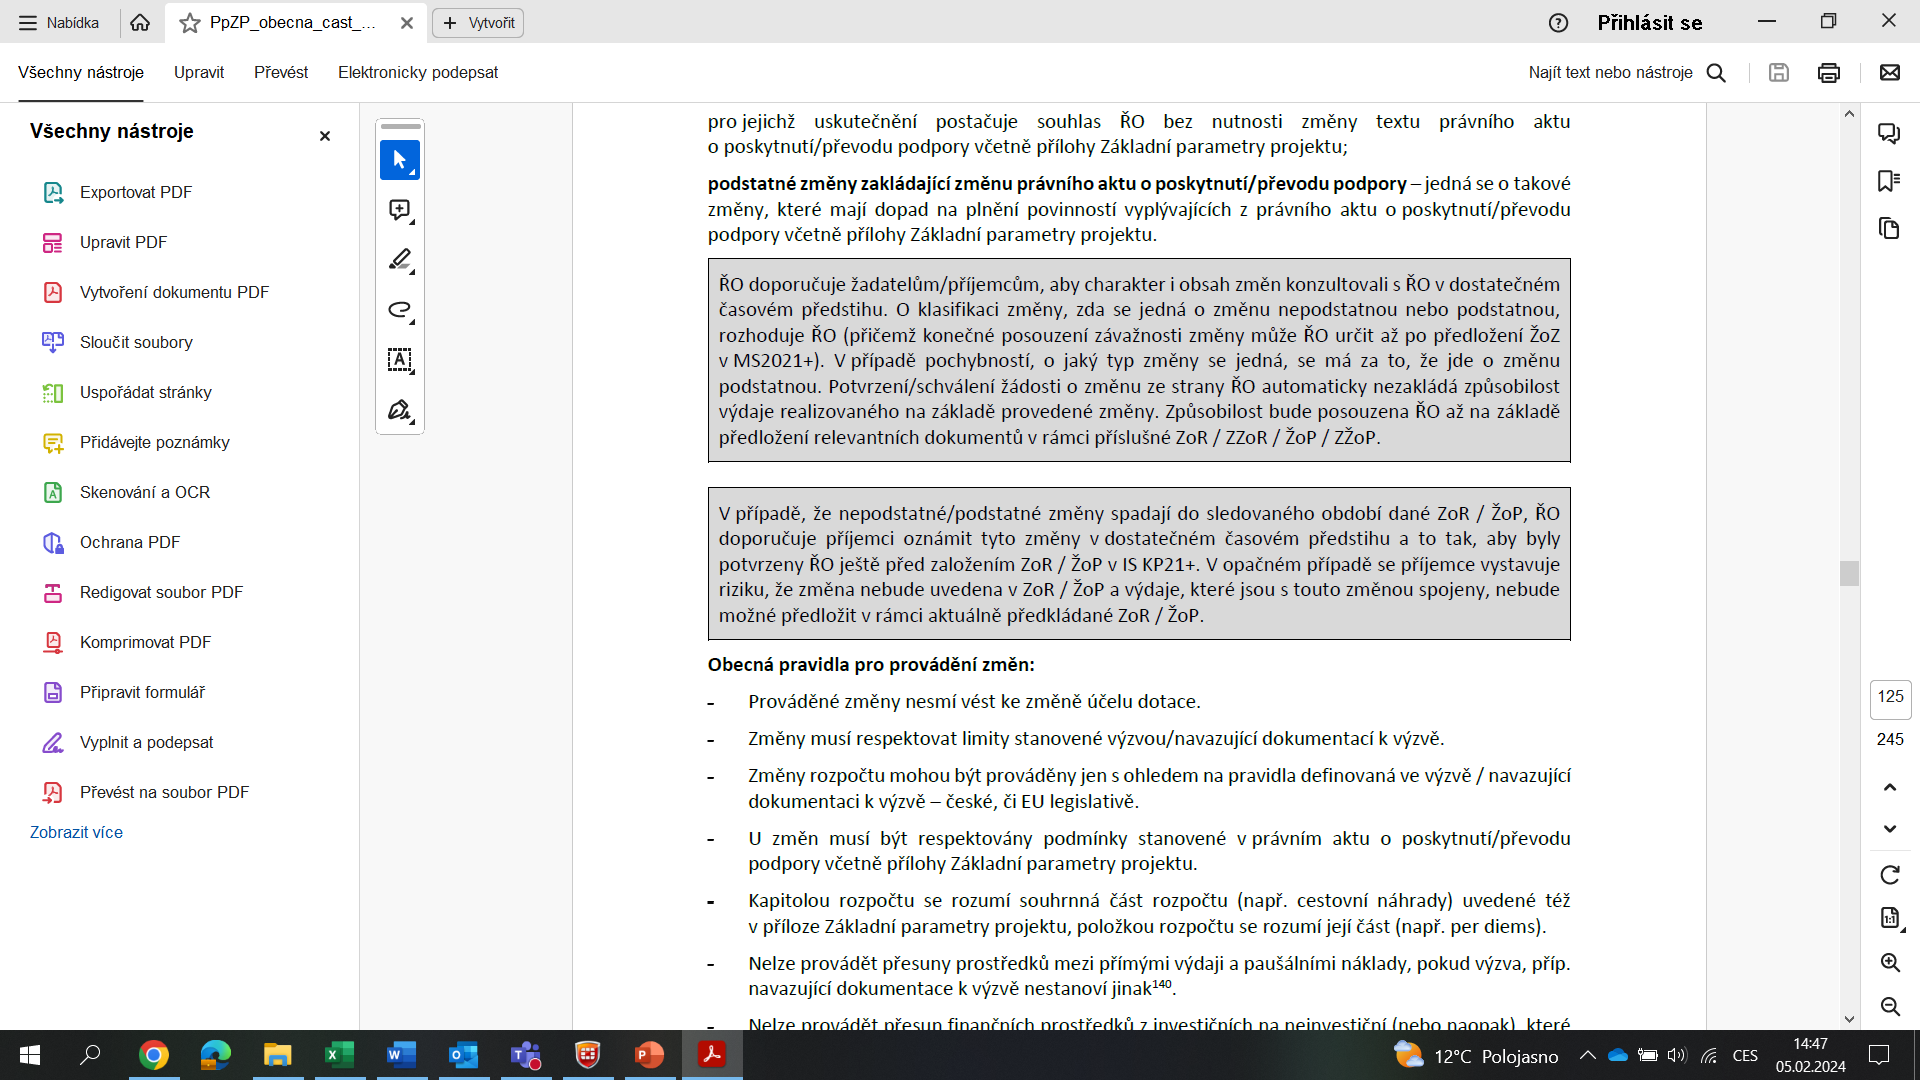 Nabídka
PpZP_obecna_cast_...
Vytvořit
Přihlásit se
Všechny nástroje
Upravit
Převést
Elektronicky podepsat
Najít text nebo nástroje
Všechny nástroje
Exportovat PDF
Upravit PDF
Vytvoření dokumentu PDF
Sloučit soubory
Uspořádat stránky
Přidávejte poznámky
Skenování a OCR
Ochrana PDF
Redigovat soubor PDF
Komprimovat PDF
Připravit formulář
Vyplnit a podepsat
Převést na soubor PDF
Zobrazit více
pro jejichž uskutečnění postačuje souhlas ŘO bez nutnosti změny textu právního aktu
o poskytnutí/převodu podpory včetně přílohy Základní parametry projektu;
podstatné změny zakládající změnu právního aktu o poskytnutí/převodu podpory – jedná se o takové
změny, které mají dopad na plnění povinností vyplývajících z právního aktu o poskytnutí/převodu
podpory včetně přílohy Základní parametry projektu.
ŘO doporučuje žadatelům/příjemcům, aby charakter i obsah změn konzultovali s ŘO v dostatečném
časovém předstihu. O klasifikaci změny, zda se jedná o změnu nepodstatnou nebo podstatnou,
rozhoduje ŘO (přičemž konečné posouzení závažnosti změny může ŘO určit až po předložení ŽoZ
v MS2021+). V případě pochybností, o jaký typ změny se jedná, se má za to, že jde o změnu
podstatnou. Potvrzení/schválení žádosti o změnu ze strany ŘO automaticky nezakládá způsobilost
výdaje realizovaného na základě provedené změny. Způsobilost bude posouzena ŘO až na základě
předložení relevantních dokumentů v rámci příslušné ZoR / ZZoR / ŽoP / ZŽoP.
V případě, že nepodstatné/podstatné změny spadají do sledovaného období dané ZoR / ŽoP, ŘO
doporučuje příjemci oznámit tyto změny v dostatečném časovém předstihu a to tak, aby byly
potvrzeny ŘO ještě před založením ZoR / ŽoP v IS KP21+. V opačném případě se příjemce vystavuje
riziku, že změna nebude uvedena v ZoR / ŽoP a výdaje, které jsou s touto změnou spojeny, nebude
možné předložit v rámci aktuálně předkládané ZoR / ŽoP.
Obecná pravidla pro provádění změn:
- Prováděné změny nesmí vést ke změně účelu dotace.
- Změny musí respektovat limity stanovené výzvou/navazující dokumentací k výzvě.
- Změny rozpočtu mohou být prováděny jen s ohledem na pravidla definovaná ve výzvě / navazující
dokumentaci k výzvě – české, či EU legislativě.
- U změn musí být respektovány podmínky stanovené v právním aktu o poskytnutí/převodu
podpory včetně přílohy Základní parametry projektu.
- Kapitolou rozpočtu se rozumí souhrnná část rozpočtu (např. cestovní náhrady) uvedené též
v příloze Základní parametry projektu, položkou rozpočtu se rozumí její část (např. per diems).
- Nelze provádět přesuny prostředků mezi přímými výdaji a paušálními náklady, pokud výzva, příp.
navazující dokumentace k výzvě nestanoví jinak140.
- Nelze provádět přesun finančních prostředků z investičních na neinvestiční (nebo naopak), které
125
245
12°C Polojasno
CES
14:47
05.02.2024